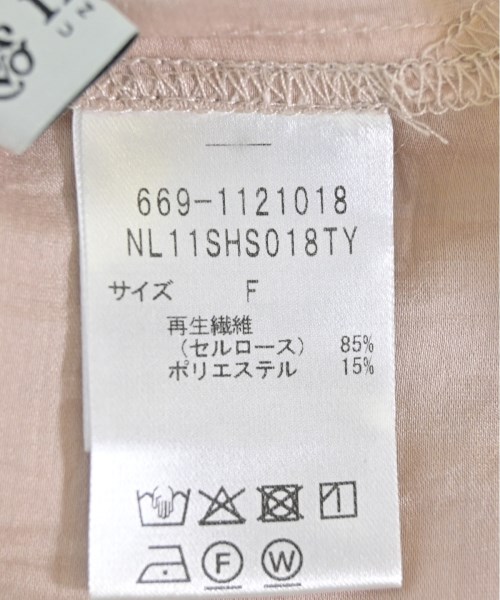 669-1121018
NL11SHS018TY
サイズ F
再生繊維
(セルロース) 85%
ポリエステル 15%
F W